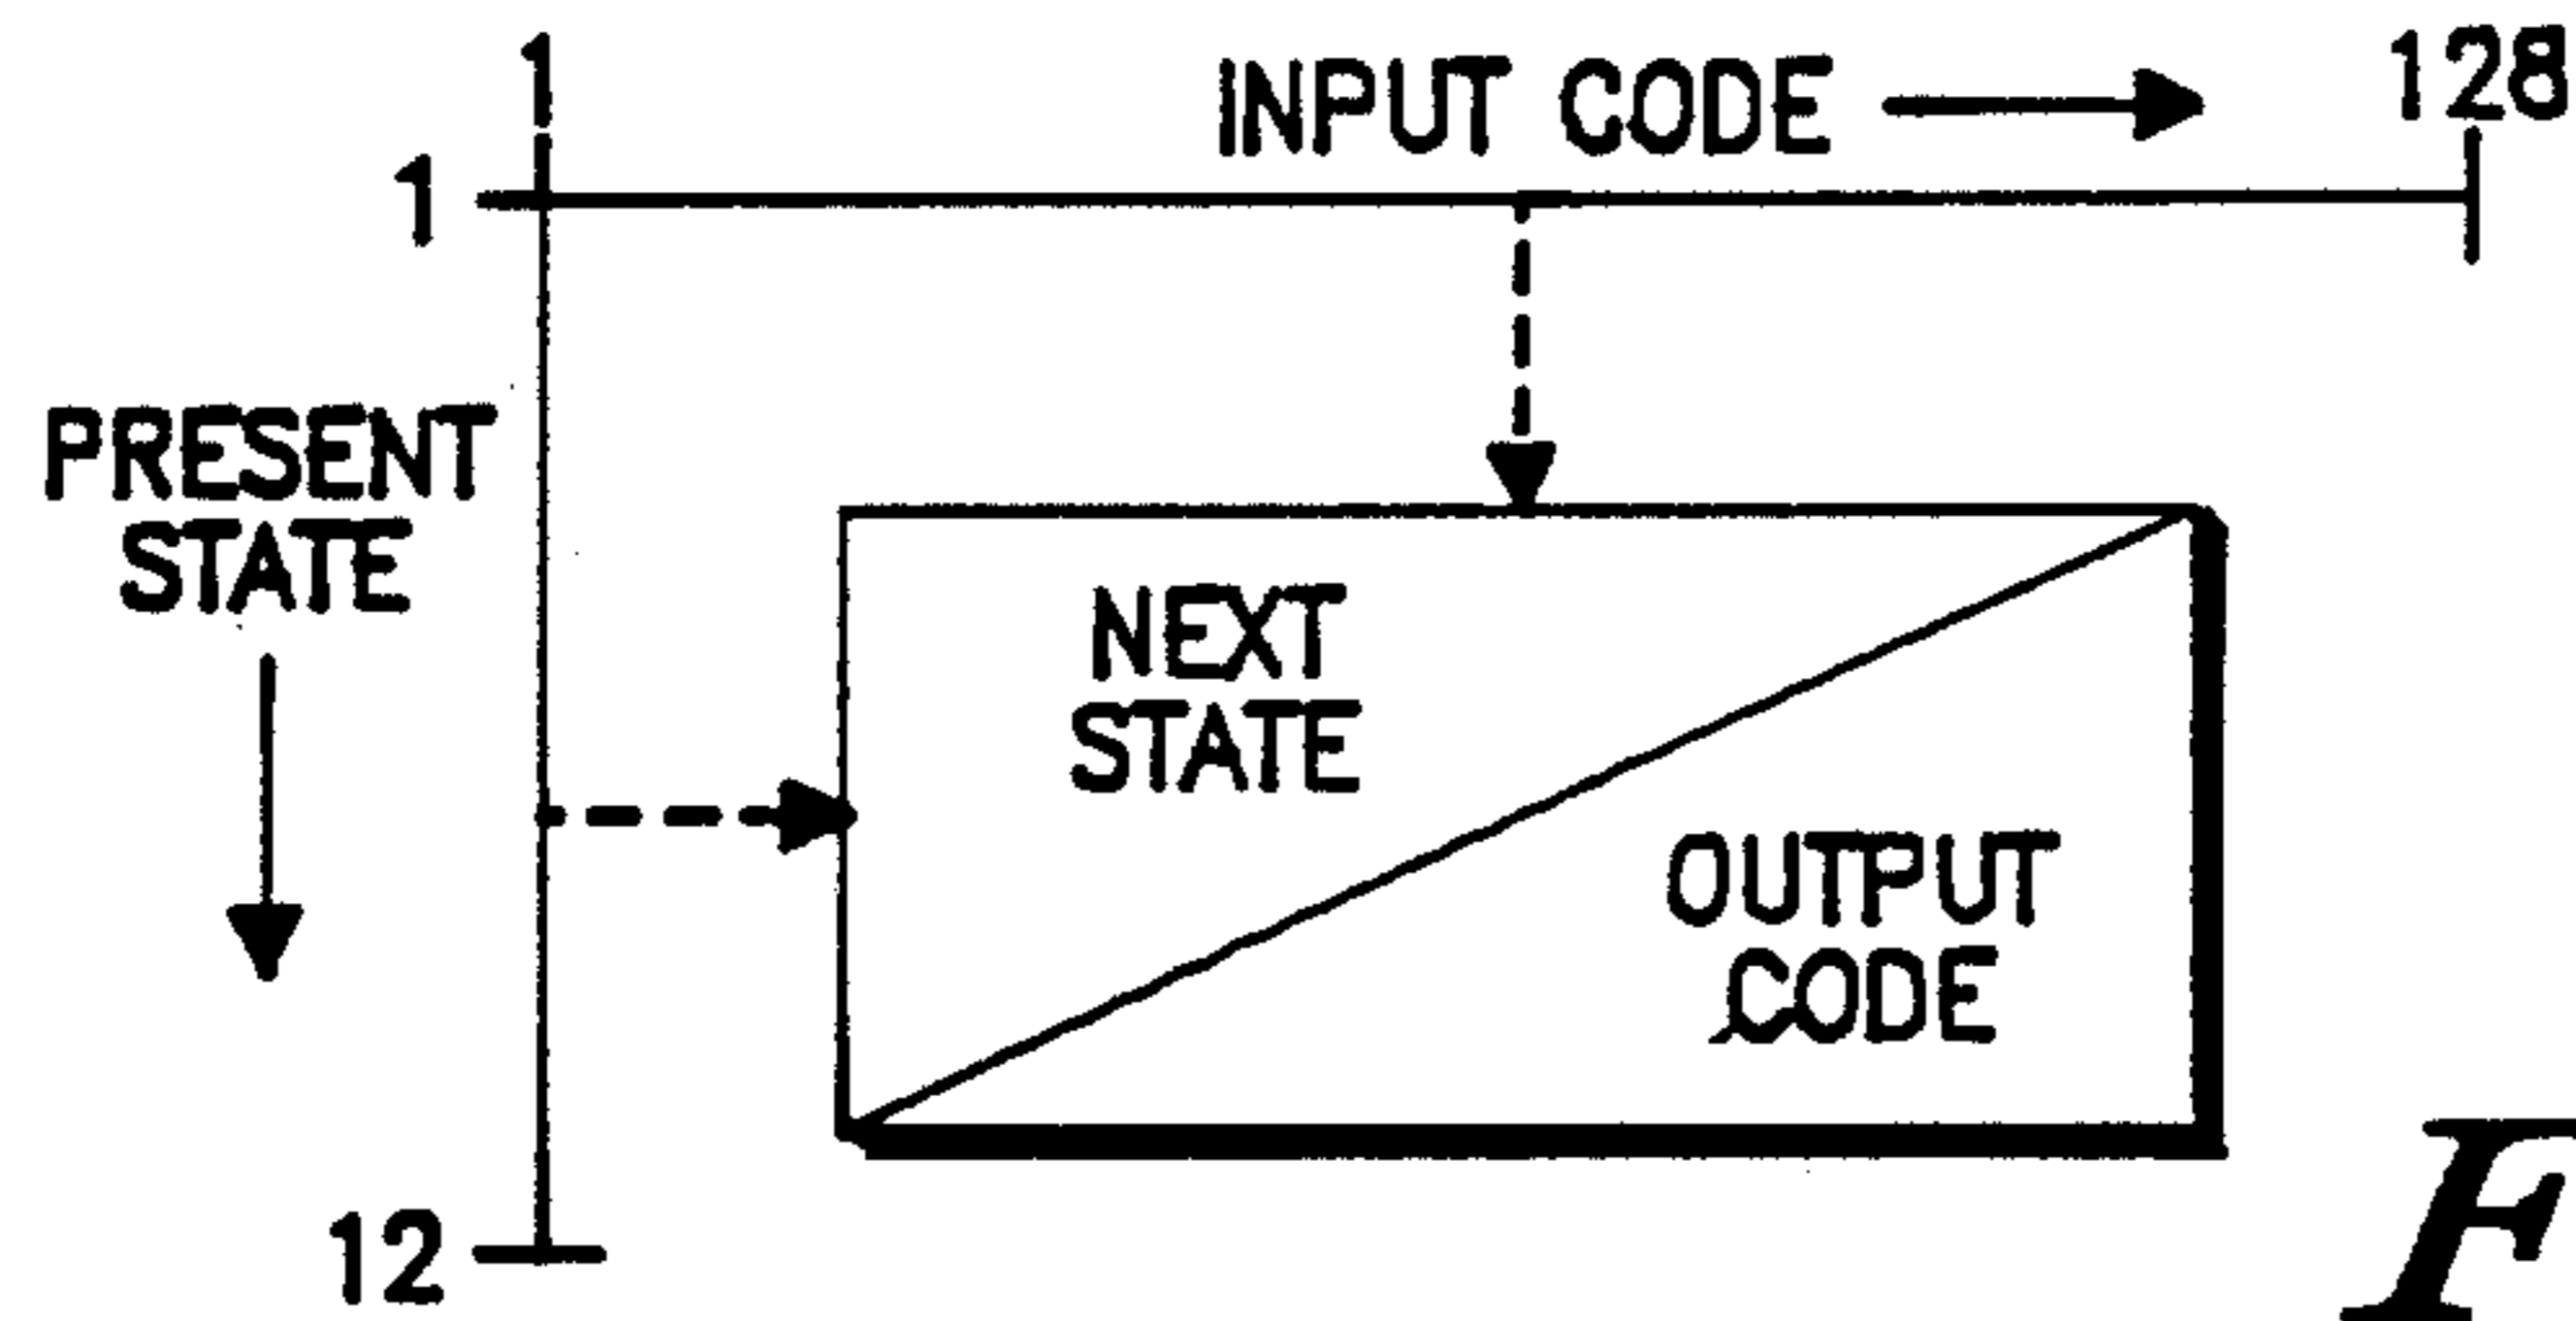 1
INPUT CODE
128
1
PRESENT
STATE
NEXT
STATE
OUTPUT
CODE
12
F